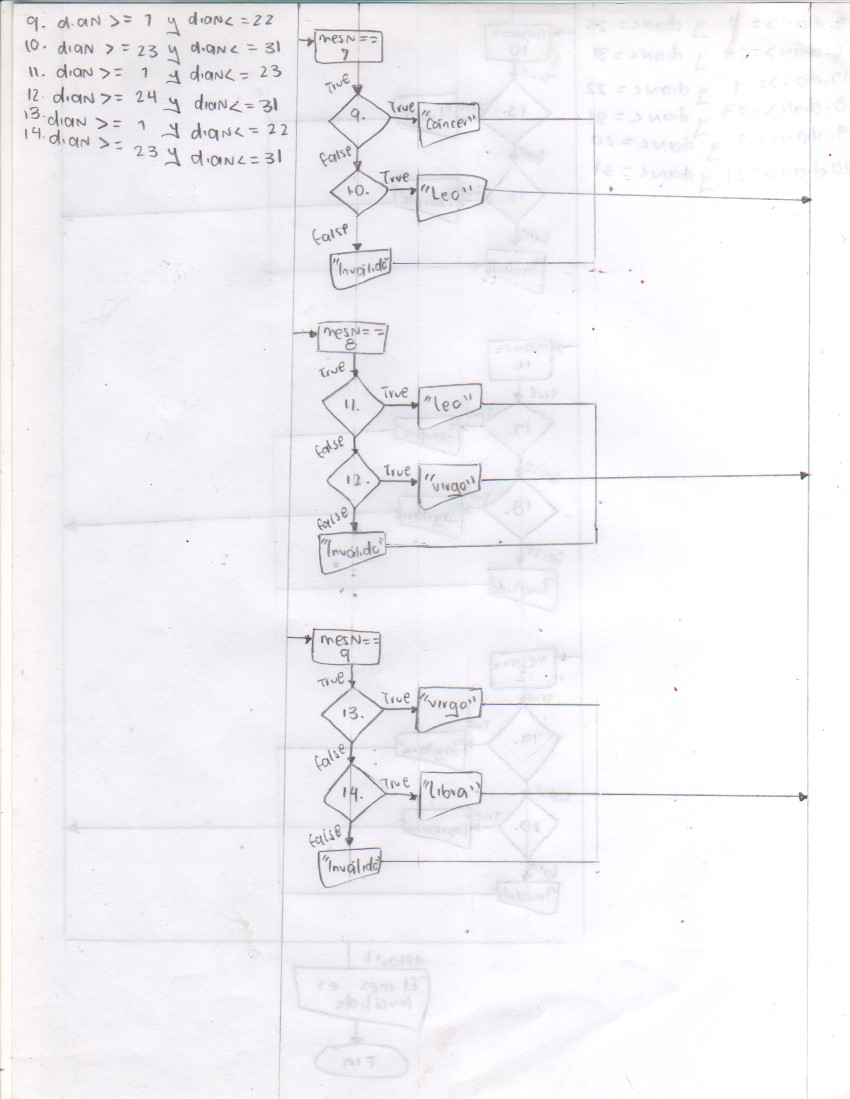 9. dian >= 1 y dian<=22
10. dian >= 23 y dian<=31
11. dian >= 1 y dian<= 23
12. dian >= 24 y dian<=31
13. dian >= 1 y dian<= 22
14. dian >= 23 y dian<=31
mesN==
7
True
9.
True
"Cáncer"
False
10.
True
"Leo"
False
"Inválido"
mesN==
8
True
11.
True
"leo"
False
12.
True
"virgo"
False
"Inválido"
mesN==
9
True
13.
True
"virgo"
False
14.
True
"libra"
False
"Inválido"